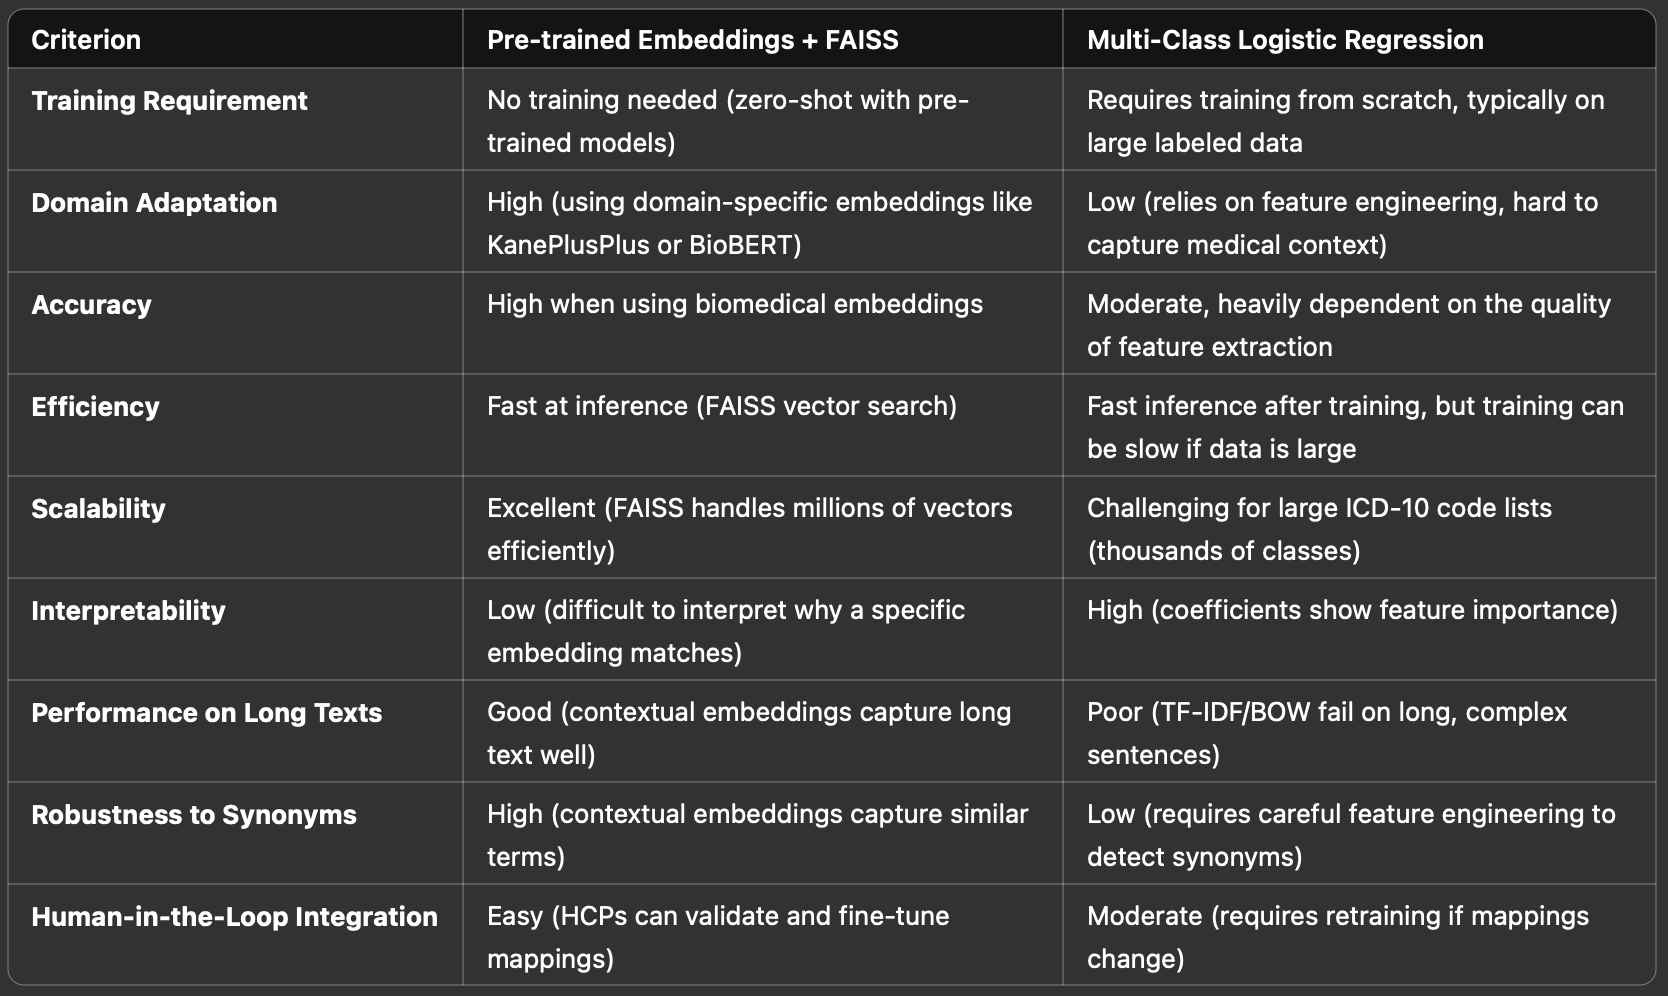 Criterion
Pre-trained Embeddings + FAISS
Multi-Class Logistic Regression
Training Requirement
No training needed (zero-shot with pre-
trained models)
Requires training from scratch, typically on
large labeled data
Domain Adaptation
High (using domain-specific embeddings like
KanePlusPlus or BioBERT)
Low (relies on feature engineering, hard to
capture medical context)
Accuracy
High when using biomedical embeddings
Moderate, heavily dependent on the quality
of feature extraction
Efficiency
Fast at inference (FAISS vector search)
Fast inference after training, but training can
be slow if data is large
Scalability
Excellent (FAISS handles millions of vectors
efficiently)
Challenging for large ICD-10 code lists
(thousands of classes)
Interpretability
Low (difficult to interpret why a specific
embedding matches)
High (coefficients show feature importance)
Performance on Long Texts
Good (contextual embeddings capture long
text well)
Poor (TF-IDF/BOW fail on long, complex
sentences)
Robustness to Synonyms
High (contextual embeddings capture similar
terms)
Low (requires careful feature engineering to
detect synonyms)
Human-in-the-Loop Integration
Easy (HCPs can validate and fine-tune
mappings)
Moderate (requires retraining if mappings
change)